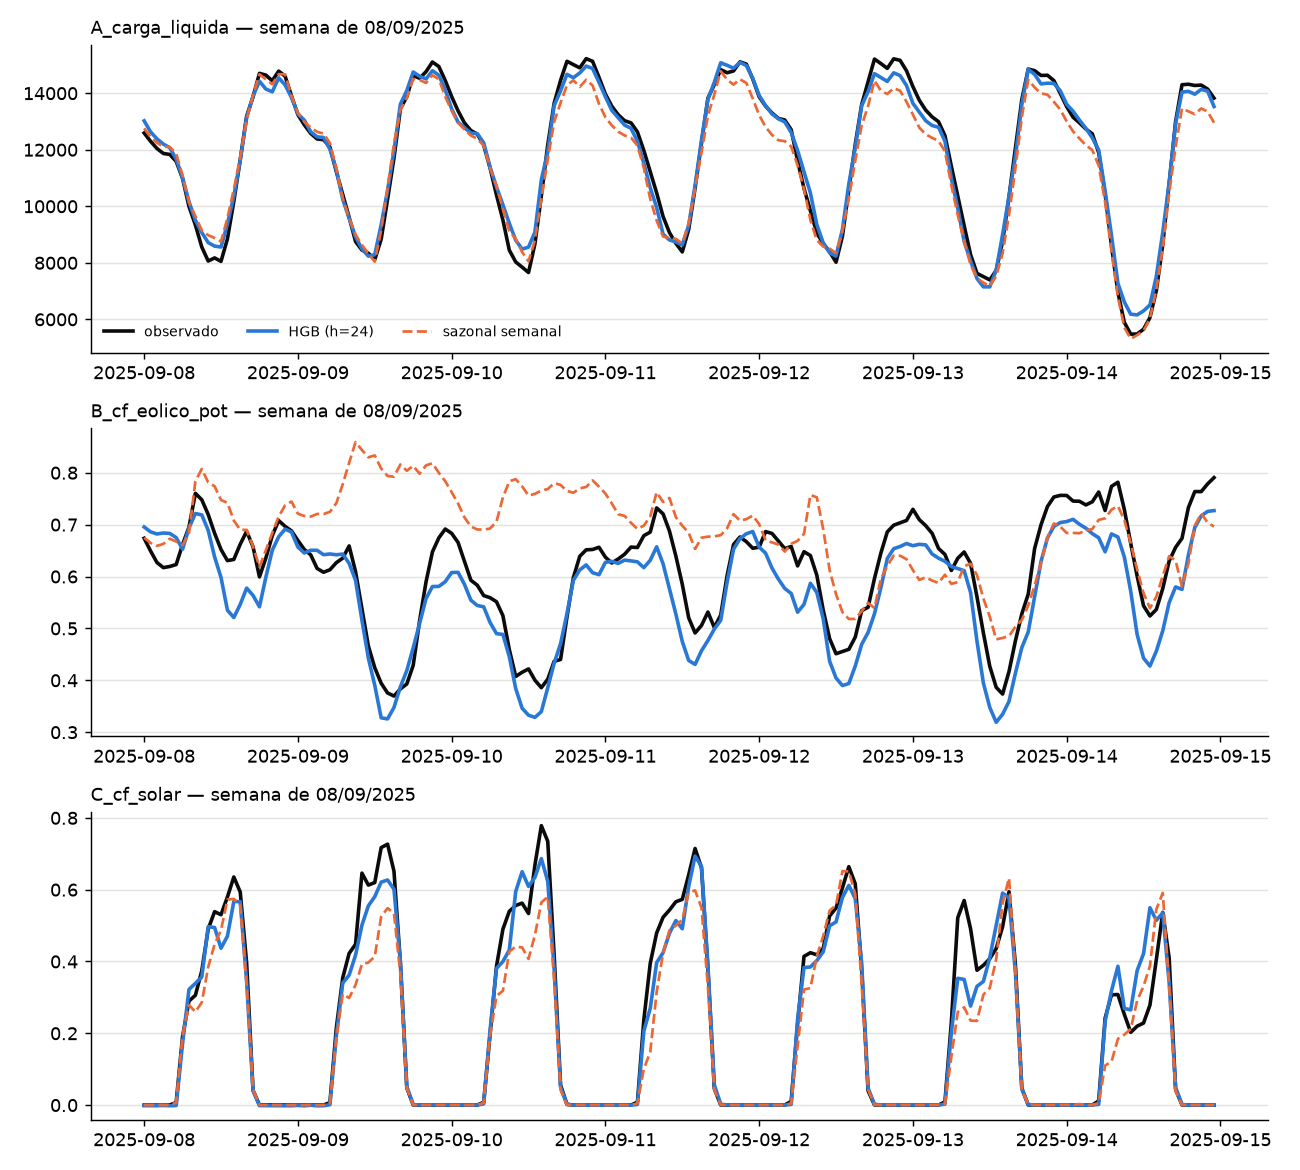 A_carga_liquida — semana de 08/09/2025
14000
12000
10000
8000
6000
observado
HGB (h=24)
sazonal semanal
2025-09-08 2025-09-09 2025-09-10 2025-09-11 2025-09-12 2025-09-13 2025-09-14 2025-09-15
B_cf_eolico_pot — semana de 08/09/2025
0.8
0.7
0.6
0.5
0.4
0.3
2025-09-08 2025-09-09 2025-09-10 2025-09-11 2025-09-12 2025-09-13 2025-09-14 2025-09-15
C_cf_solar — semana de 08/09/2025
0.8
0.6
0.4
0.2
0.0
2025-09-08 2025-09-09 2025-09-10 2025-09-11 2025-09-12 2025-09-13 2025-09-14 2025-09-15